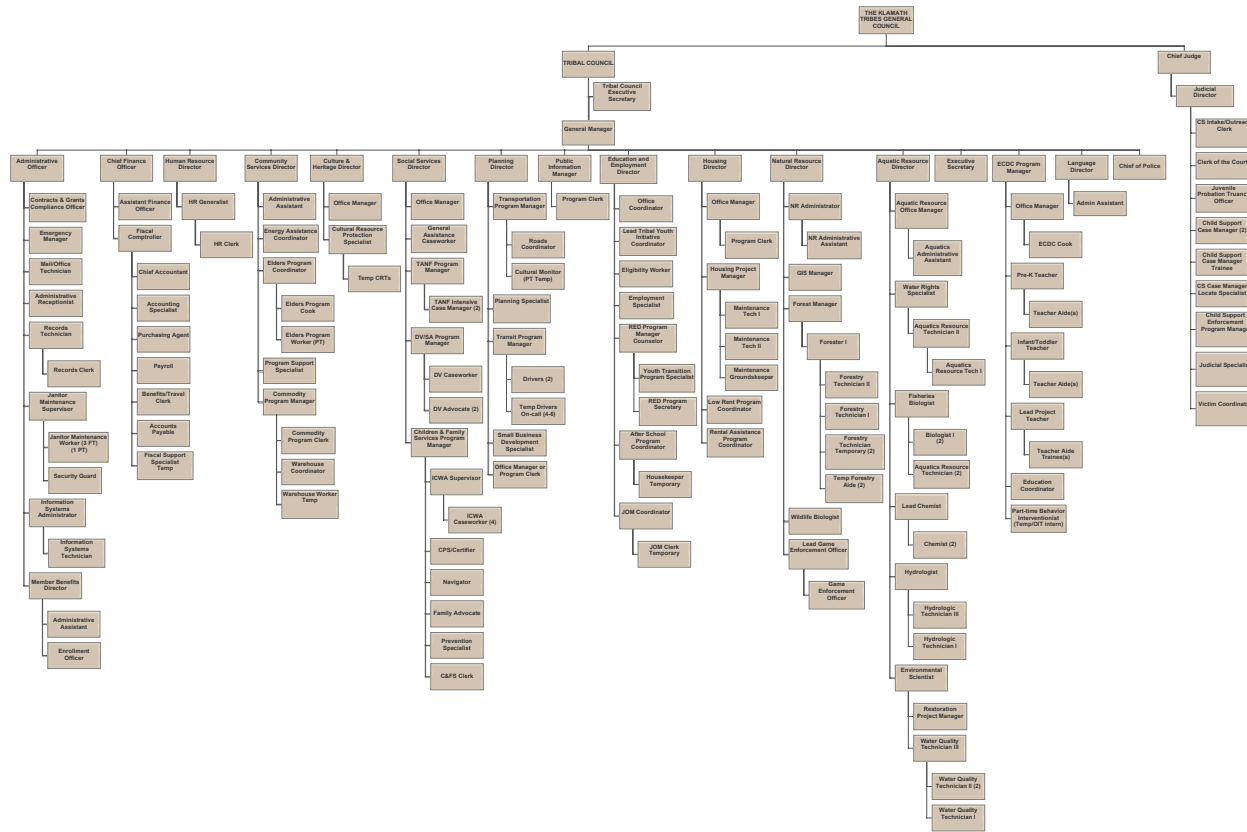 THE KLAMATH
TRIBES GENERAL
COUNCIL
TRIBAL COUNCIL
Tribal Council
Executive
Secretary
General Manager
Chief Judge
Judicial
Director
CS Intake/Outreac
Clerk
Clerk of the Court
Juvenile
Probation Truanc
Officer
Child Support
Case Manager (2)
Child Support
Case Manager
Trainee
CS Case Manager
Locate Specialist
Child Support
Enforcement
Program Manag
Judicial Speciali
Victim Coordinat
Administrative
Officer
Contracts & Grants
Compliance Officer
Emergency
Manager
Mail/Office
Technician
Administrative
Receptionist
Records
Technician
Records Clerk
Janitor
Maintenance
Supervisor
Janitor Maintenance
Worker (3 FT)
(1 PT)
Security Guard
Information
Systems
Administrator
Information
Systems
Technician
Member Benefits
Director
Administrative
Assistant
Enrollment
Officer
Chief Finance
Officer
Assistant Finance
Officer
Fiscal
Comptroller
Chief Accountant
Accounting
Specialist
Purchasing Agent
Payroll
Benefits/Travel
Clerk
Accounts
Payable
Fiscal Support
Specialist
Temp
Human Resource
Director
HR Generalist
HR Clerk
Community
Services Director
Administrative
Assistant
Energy Assistance
Coordinator
Elders Program
Coordinator
Elders Program
Cook
Elders Program
Worker (PT)
Program Support
Specialist
Commodity
Program Manager
Commodity
Program Clerk
Warehouse
Coordinator
Warehouse Worker
Temp
Culture &
Heritage Director
Office Manager
Cultural Resource
Protection
Specialist
Temp CRTs
Social Services
Director
Office Manager
General
Assistance
Caseworker
TANF Program
Manager
TANF Intensive
Case Manager (2)
DV/SA Program
Manager
DV Caseworker
DV Advocate (2)
Children & Family
Services Program
Manager
ICWA Supervisor
ICWA
Caseworker (4)
CPS/Certifier
Navigator
Family Advocate
Prevention
Specialist
C&FS Clerk
Planning
Director
Transportation
Program Manager
Roads
Coordinator
Cultural Monitor
(PT Temp)
Planning Specialist
Transit Program
Manager
Drivers (2)
Temp Drivers
On-call (4-6)
Small Business
Development
Specialist
Office Manager or
Program Clerk
Public
Information
Manager
Program Clerk
Education and
Employment
Director
Office
Coordinator
Lead Tribal Youth
Initiative Coordinator
Eligibility Worker
Employment
Specialist
RED Program
Manager
Counselor
Youth Transition
Program Specialist
RED Program
Secretary
After School
Program
Coordinator
Housekeeper
Temporary
JOM Coordinator
JOM Clerk
Temporary
Housing
Director
Office Manager
Program Clerk
Housing Project
Manager
Maintenance
Tech I
Maintenance
Tech II
Maintenance
Groundskeeper
Low Rent Program
Coordinator
Rental Assistance
Program
Coordinator
Natural Resource
Director
NR Administrator
NR Administrative
Assistant
GIS Manager
Forest Manager
Forester I
Forestry
Technician II
Forestry
Technician I
Forestry
Technician
Temporary (2)
Temp Forestry
Aide (2)
Wildlife Biologist
Lead Game
Enforcement Officer
Game
Enforcement
Officer
Aquatic Resource
Director
Aquatic Resource
Office Manager
Aquatics
Administrative
Assistant
Water Rights
Specialist
Aquatics Resource
Technician II
Aquatics
Resource Tech I
Fisheries
Biologist
Biologist I
(2)
Aquatics Resource
Technician (2)
Lead Chemist
Chemist (2)
Hydrologist
Hydrologic
Technician III
Hydrologic
Technician I
Environmental
Scientist
Restoration
Project Manager
Water Quality
Technician III
Water Quality
Technician II (2)
Water Quality
Technician I
Executive
Secretary
ECDC Program
Manager
Office Manager
ECDC Cook
Pre-K Teacher
Teacher Aide(s)
Infant/Toddler
Teacher
Teacher Aide(s)
Lead Project
Teacher
Teacher Aide
Trainee(s)
Education
Coordinator
Part-time Behavior
Interventionist
(Temp/OIT intern)
Language
Director
Admin Assistant
Chief of Police